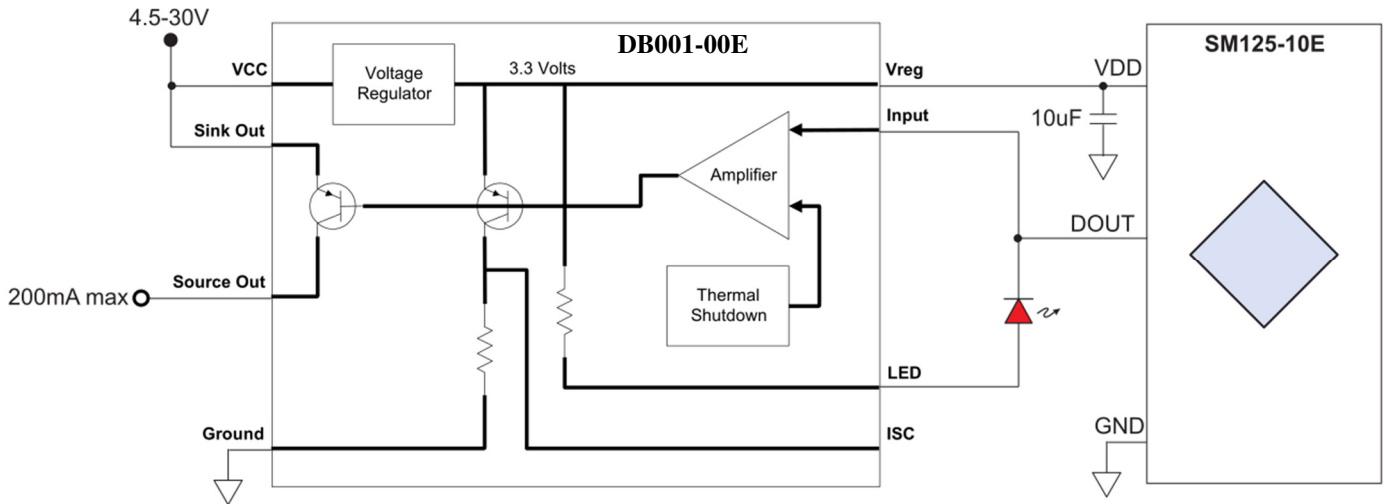 4.5-30V
DB001-00E
SM125-10E
VCC
Voltage
Regulator
3.3 Volts
Vreg
VDD
Sink Out
Input
10uF
Amplifier
DOUT
Source Out
200mA max
Thermal
Shutdown
LED
Ground
ISC
GND